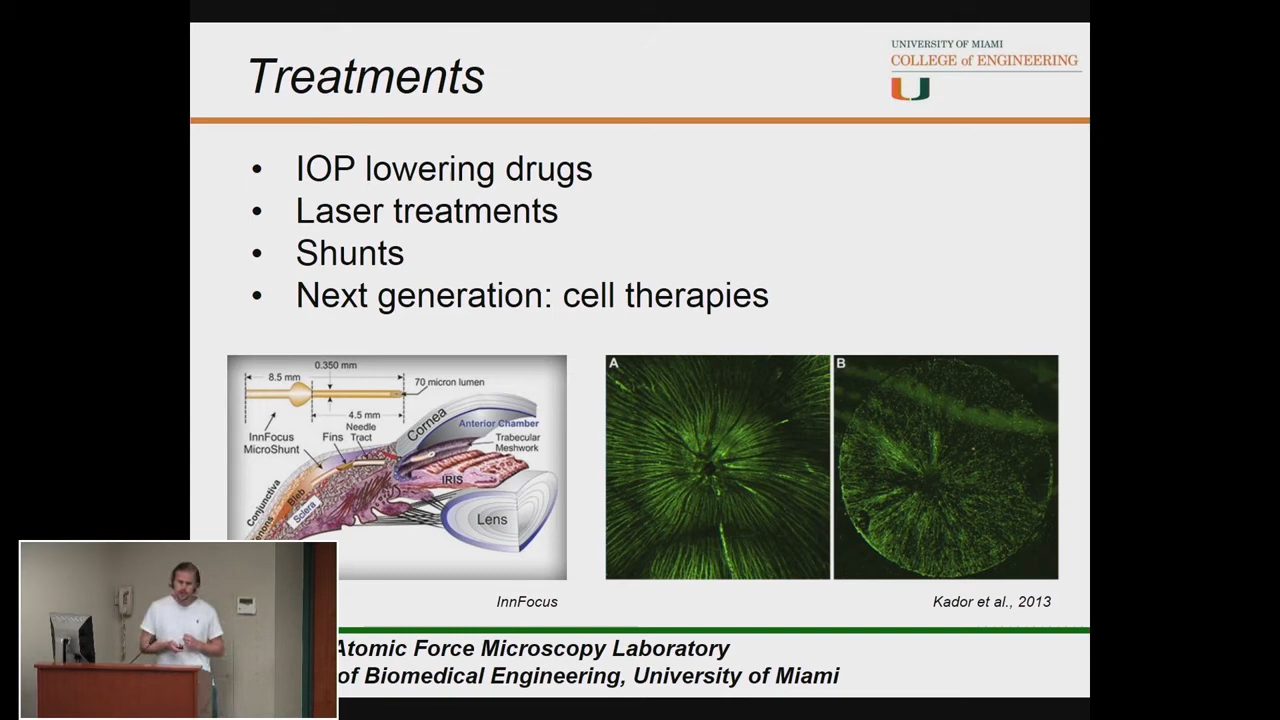 Treatments
UNIVERSITY OF MIAMI
COLLEGE of ENGINEERING
• IOP lowering drugs
• Laser treatments
• Shunts
• Next generation: cell therapies
0.350 mm
8.5 mm
70 micron lumen
4.5 mm
Needle
Tract
Fins
InnFocus
MicroShunt
Cornea
Anterior Chamber
Trabecular
Meshwork
IRIS
Conjunctiva
Bleb
Sclera
Lens
A
B
InnFocus
Kador et al., 2013
Atomic Force Microscopy Laboratory
of Biomedical Engineering, University of Miami